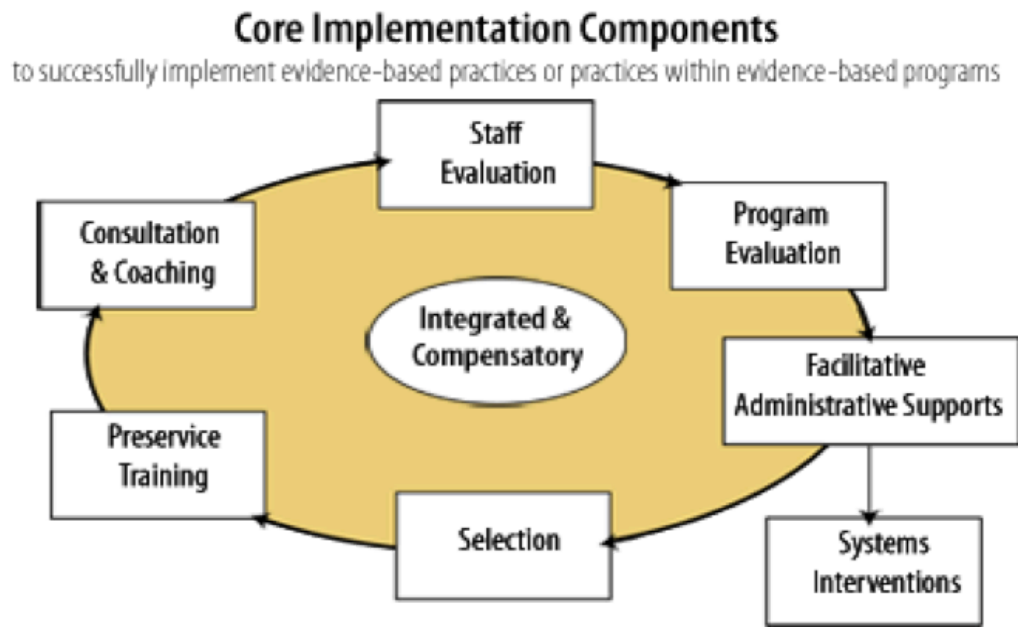 Core Implementation Components
to successfully implement evidence-based practices or practices within evidence-based programs
Staff
Evaluation
Program
Evaluation
Consultation
& Coaching
Integrated &
Compensatory
Facilitative
Administrative Supports
Preservice
Training
Selection
Systems
Interventions